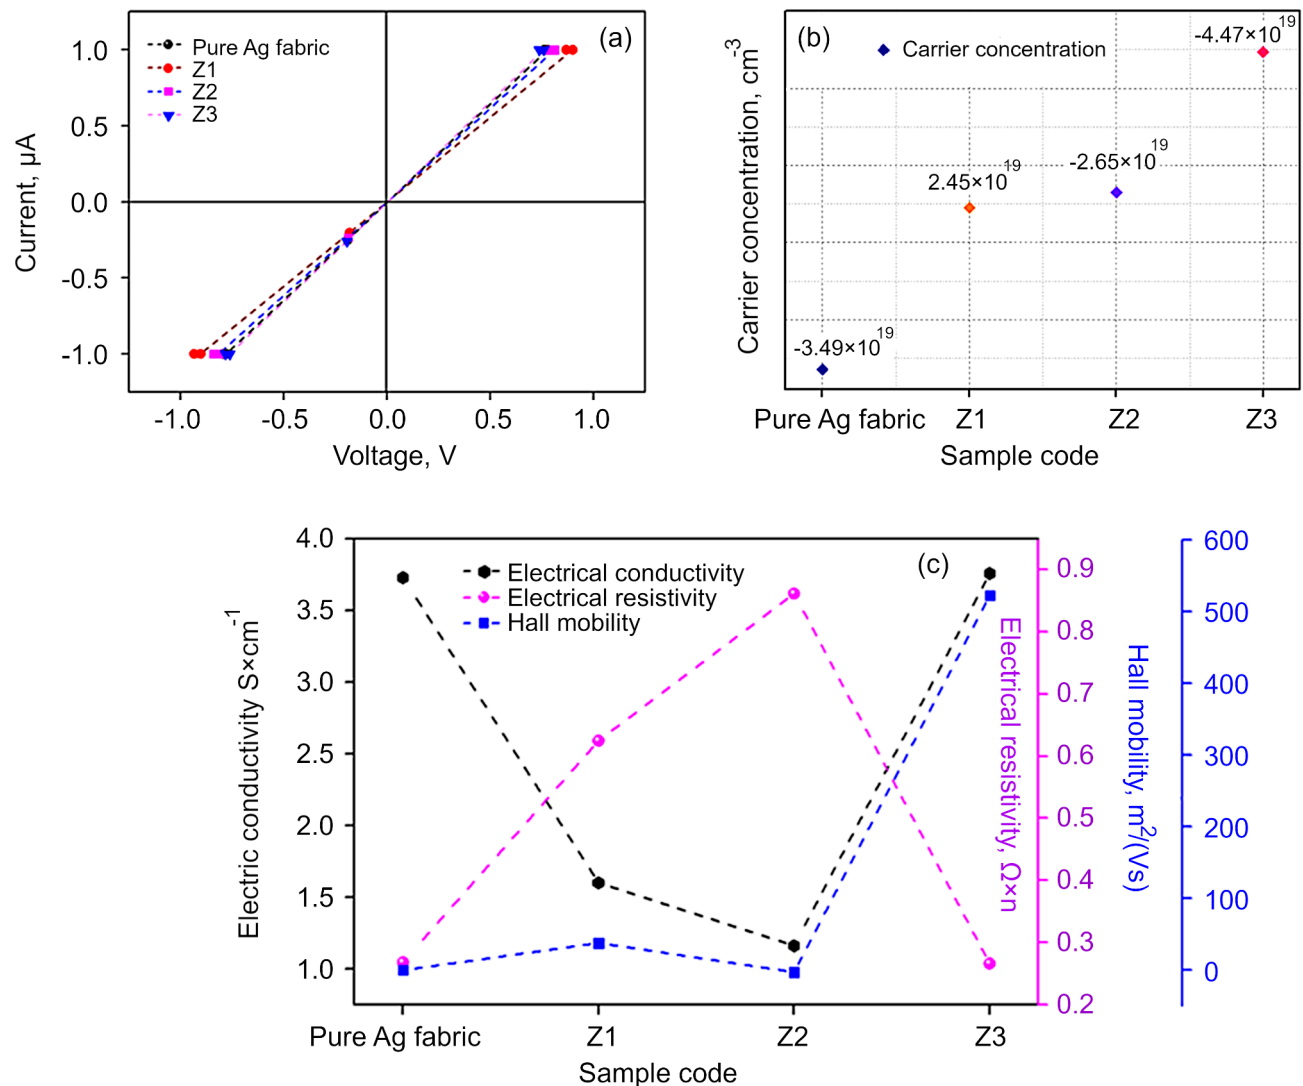 (a)
Pure Ag fabric
Z1
Z2
Z3
Current, µA
1.0
0.5
0.0
-0.5
-1.0
-1.0 -0.5 0.0 0.5 1.0
Voltage, V
(b)
Carrier concentration
Carrier concentration, cm⁻³
-3.49×10¹⁹
2.45×10¹⁹
-2.65×10¹⁹
-4.47×10¹⁹
Pure Ag fabric Z1 Z2 Z3
Sample code
(c)
Electrical conductivity
Electrical resistivity
Hall mobility
Electric conductivity S×cm⁻¹
4.0
3.5
3.0
2.5
2.0
1.5
1.0
Electrical resistivity, Ω×n
0.9
0.8
0.7
0.6
0.5
0.4
0.3
0.2
Hall mobility, m²/(Vs)
600
500
400
300
200
100
0
Pure Ag fabric Z1 Z2 Z3
Sample code